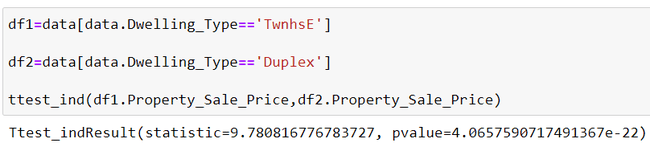 df1=data[data.Dwelling_Type=='TwnhsE']
df2=data[data.Dwelling_Type=='Duplex']
ttest_ind(df1.Property_Sale_Price,df2.Property_Sale_Price)
Ttest_indResult(statistic=9.780816776783727, pvalue=4.0657590717491367e-22)